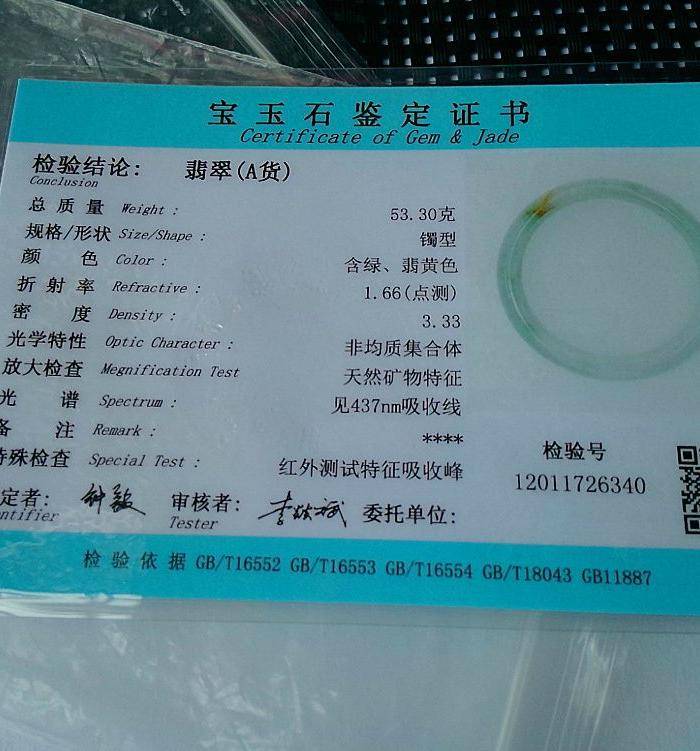 宝玉石鉴定证书
Certificate of Gem & Jade
检验结论: 翡翠(A货)
Conclusion
总质量 Weight : 53.30克
规格/形状 Size/Shape : 镯型
颜色 Color : 含绿、翡黄色
折射率 Refractive : 1.66(点测)
密度 Density : 3.33
光学特性 Optic Character : 非均质集合体
放大检查 Megnification Test 天然矿物特征
光谱 Spectrum : 见437nm吸收线
备注 Remark : ****
特殊检查 Special Test : 红外测试特征吸收峰
检验号
12011726340
定者: 审核者: 委托单位:
ntifier Tester
检验依据 GB/T16552 GB/T16553 GB/T16554 GB/T18043 GB11887